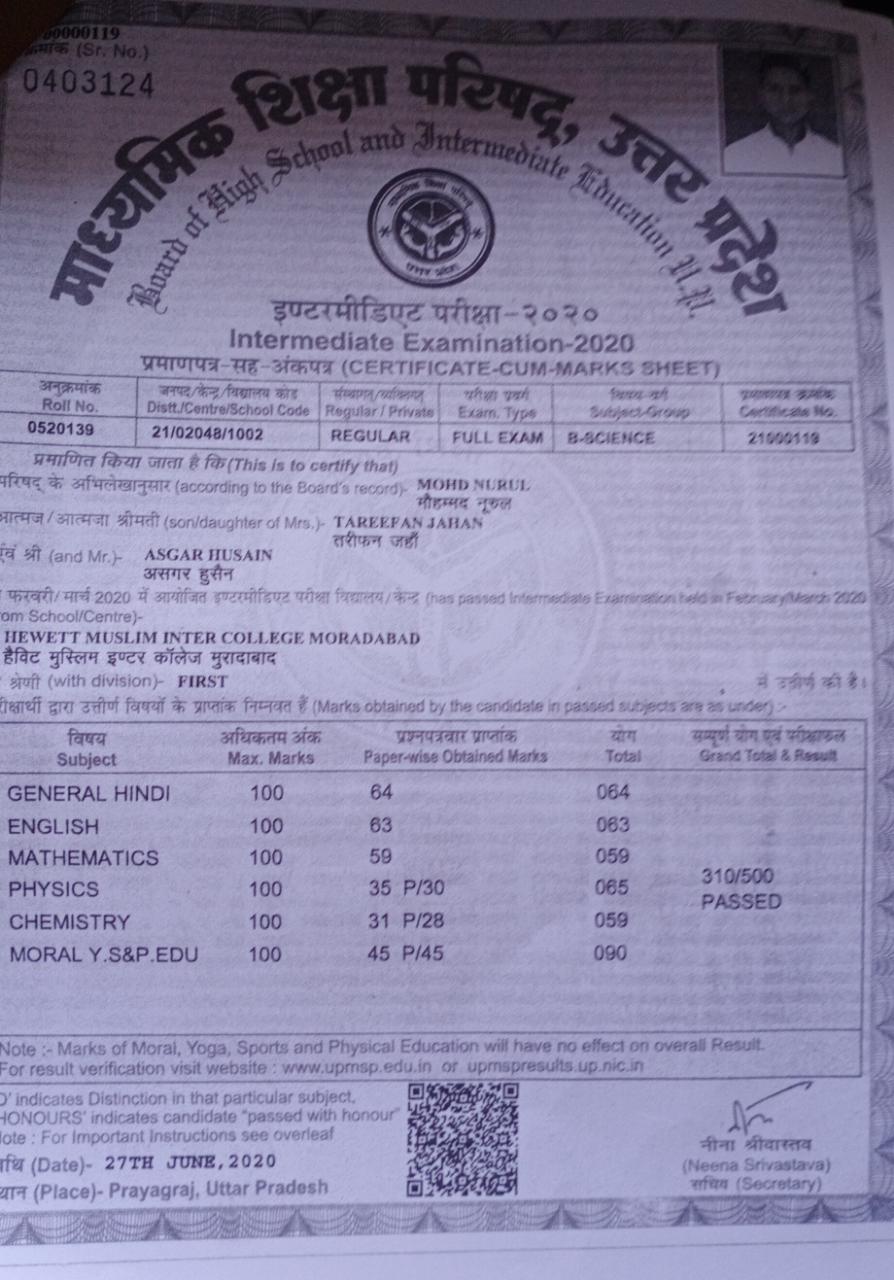 00000119
क्रमांक (Sr. No.)
0403124
माध्यमिक शिक्षा परिषद्, उत्तर प्रदेश
Board of High School and Intermediate Education U.P.
इण्टरमीडिएट परीक्षा-२०२०
Intermediate Examination-2020
प्रमाणपत्र-सह-अंकपत्र (CERTIFICATE-CUM-MARKS SHEET)
अनुक्रमांक जनपद/केन्द्र/विद्यालय कोड संस्थागत/व्यक्तिगत परीक्षा प्रवर्ग विषय-वर्ग प्रमाणपत्र क्रमांक
Roll No. Distt./Centre/School Code Regular / Private Exam. Type Subject-Group Certificate No.
0520139 21/02048/1002 REGULAR FULL EXAM B-SCIENCE 21000119
प्रमाणित किया जाता है कि (This is to certify that)
परिषद् के अभिलेखानुसार (according to the Board's record)- MOHD NURUL
मौहम्मद नूरुल
आत्मज/आत्मजा श्रीमती (son/daughter of Mrs.)- TAREEFAN JAHAN
तरीफन जहाँ
एवं श्री (and Mr.)- ASGAR HUSAIN
असगर हुसैन
फरवरी/मार्च 2020 में आयोजित इण्टरमीडिएट परीक्षा विद्यालय/केन्द्र (has passed Intermediate Examination held in February/March 2020
om School/Centre)-
HEWETT MUSLIM INTER COLLEGE MORADABAD
हैविट मुस्लिम इण्टर कॉलेज मुरादाबाद
श्रेणी (with division)- FIRST में उत्तीर्ण की है।
रीक्षार्थी द्वारा उत्तीर्ण विषयों के प्राप्तांक निम्नवत हैं (Marks obtained by the candidate in passed subjects are as under) :-
विषय अधिकतम अंक प्रश्नपत्रवार प्राप्तांक योग सम्पूर्ण योग एवं परीक्षाफल
Subject Max. Marks Paper-wise Obtained Marks Total Grand Total & Result
GENERAL HINDI 100 64 064
ENGLISH 100 63 063
MATHEMATICS 100 59 059
PHYSICS 100 35 P/30 065 310/500
CHEMISTRY 100 31 P/28 059 PASSED
MORAL Y.S&P.EDU 100 45 P/45 090
Note :- Marks of Moral, Yoga, Sports and Physical Education will have no effect on overall Result.
For result verification visit website : www.upmsp.edu.in or upmspresults.up.nic.in
D' indicates Distinction in that particular subject,
HONOURS' indicates candidate "passed with honour"
Note : For Important Instructions see overleaf
थि (Date)- 27TH JUNE,2020
थान (Place)- Prayagraj, Uttar Pradesh
नीना श्रीवास्तव
(Neena Srivastava)
सचिव (Secretary)